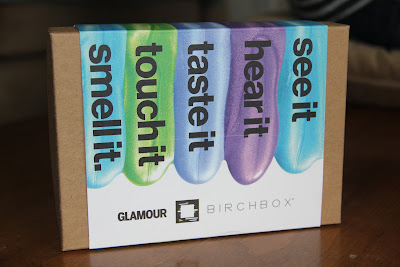 smell it.
touch it
taste it
hear it
see it
GLAMOUR BIRCHBOX